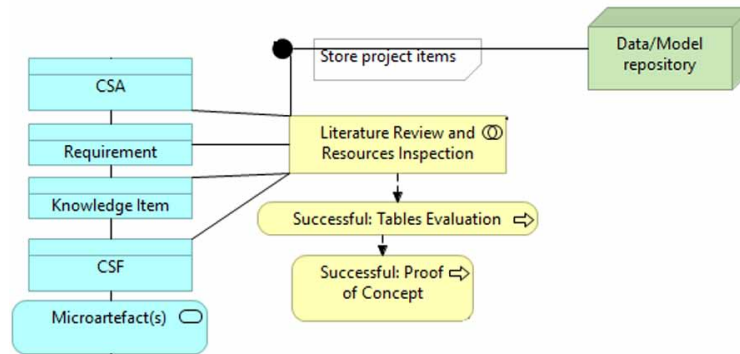 Store project items
Data/Model
repository
CSA
Literature Review and
Resources Inspection
Requirement
Knowledge Item
Successful: Tables Evaluation
CSF
Successful: Proof
of Concept
Microartefact(s)